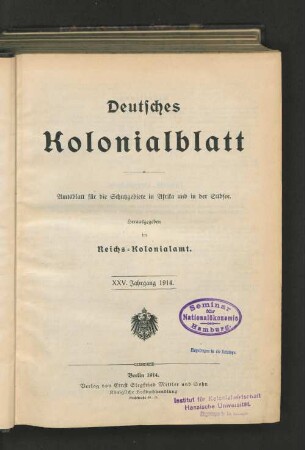 Deutsches
Kolonialblatt
Amtsblatt für die Schutzgebiete in Afrika und in der Südsee.
Herausgegeben
im
Reichs-Kolonialamt.
XXV. Jahrgang 1914.
Seminar
für
Nationalökonomie
Hamburg.
Berlin 1914.
Verlag von Ernst Siegfried Mittler und Sohn
Königliche Hofbuchhandlung
Institut für Kolonialwirtschaft
Hansische Universität.